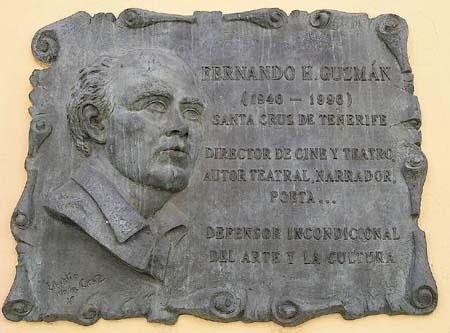 FERNANDO H. GUZMÁN
(1946 – 1996)
SANTA CRUZ DE TENERIFE
DIRECTOR DE CINE Y TEATRO,
AUTOR TEATRAL, NARRADOR,
POETA...
DEFENSOR INCONDICIONAL
DEL ARTE Y LA CULTURA